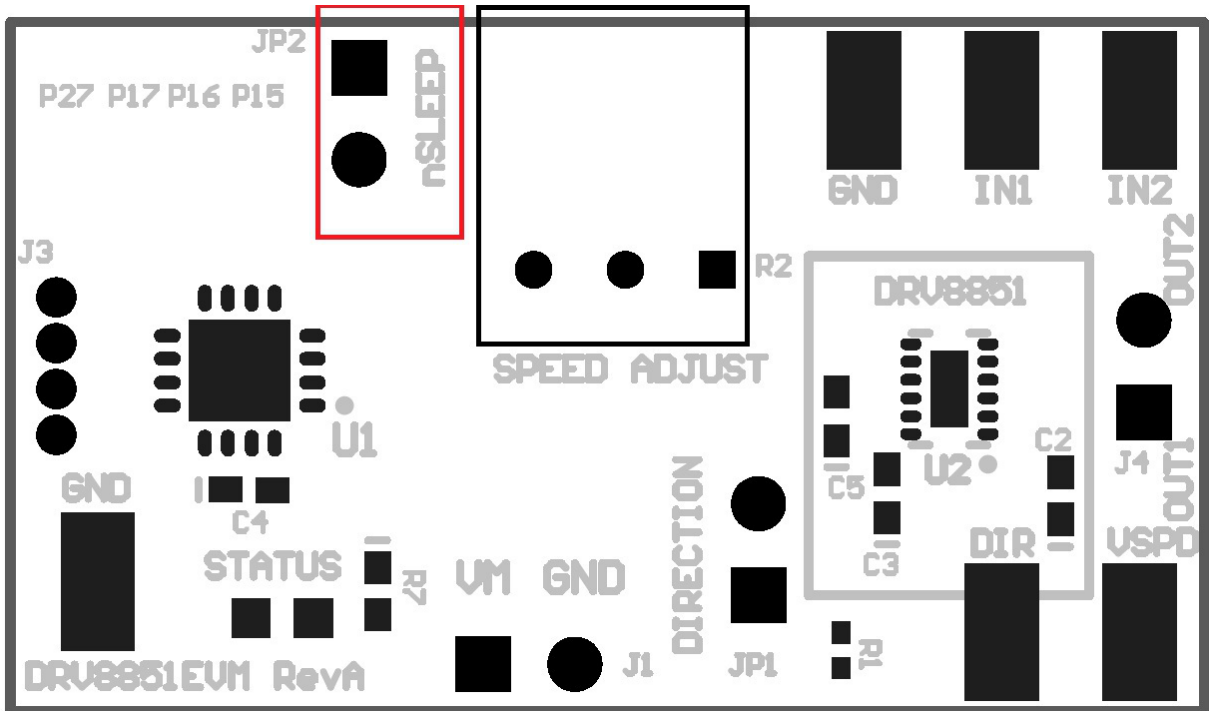 JP2
nSLEEP
P27 P17 P16 P15
GND IN1 IN2
J3
R2
OUT2
DRV8851
SPEED ADJUST
U1
C2
U2
J4
OUT1
C5
GND
C4
DIRECTION
DIR VSPD
C3
STATUS
R7
VM GND
R1
J1
JP1
DRV8851EVM RevA